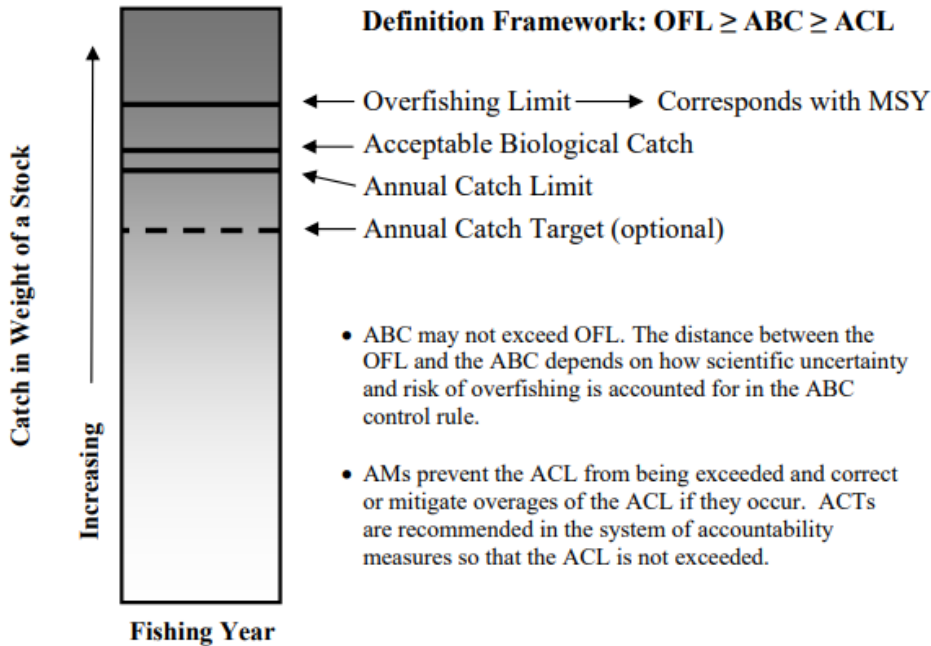 Definition Framework: OFL ≥ ABC ≥ ACL
Overfishing Limit
Corresponds with MSY
Acceptable Biological Catch
Annual Catch Limit
Annual Catch Target (optional)
Catch in Weight of a Stock
Increasing
• ABC may not exceed OFL. The distance between the
OFL and the ABC depends on how scientific uncertainty
and risk of overfishing is accounted for in the ABC
control rule.
• AMs prevent the ACL from being exceeded and correct
or mitigate overages of the ACL if they occur.  ACTs
are recommended in the system of accountability
measures so that the ACL is not exceeded.
Fishing Year